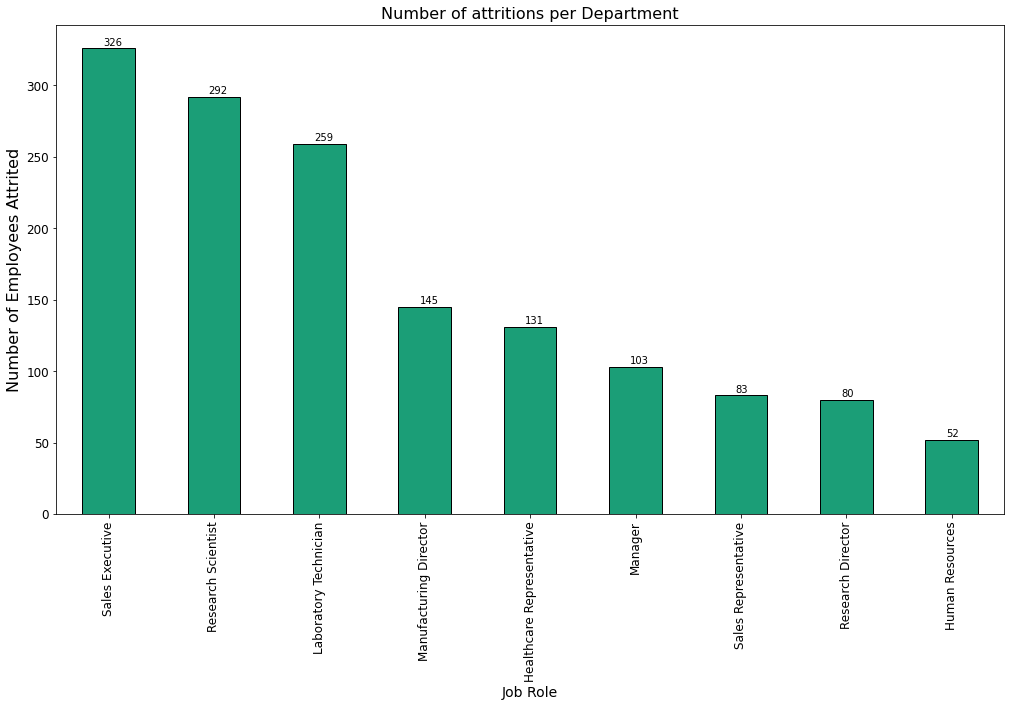 Number of attritions per Department
Number of Employees Attrited
300
250
200
150
100
50
0
326
292
259
145
131
103
83
80
52
Sales Executive
Research Scientist
Laboratory Technician
Manufacturing Director
Healthcare Representative
Manager
Sales Representative
Research Director
Human Resources
Job Role